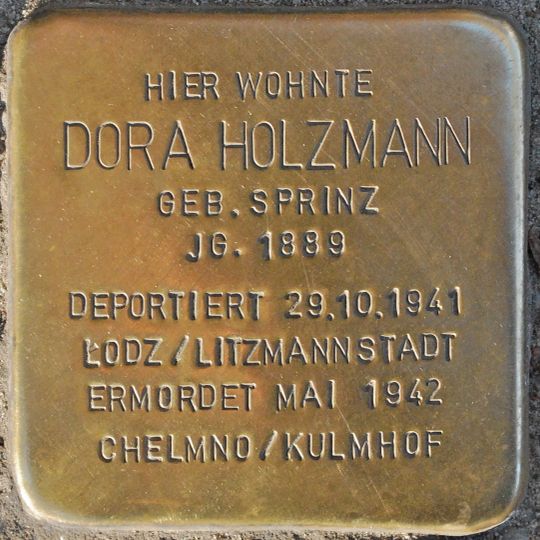 HIER WOHNTE
DORA HOLZMANN
GEB. SPRINZ
JG. 1889
DEPORTIERT 29.10.1941
ŁODZ/LITZMANNSTADT
ERMORDET MAI 1942
CHELMNO/KULMHOF